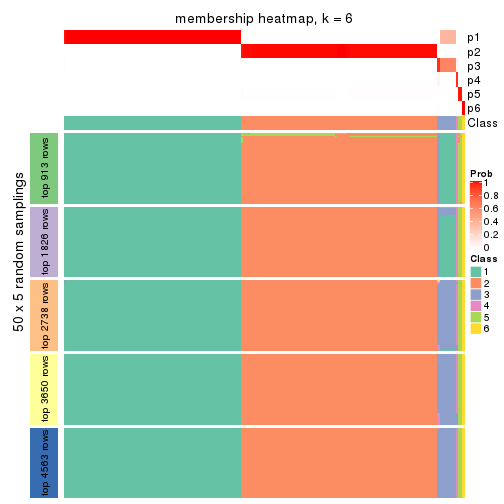 membership heatmap, k = 6
p1
p2
p3
p4
p5
p6
Class
50 x 5 random samplings
top 913 rows
top 1826 rows
top 2738 rows
top 3650 rows
top 4563 rows
Prob
1
0.8
0.6
0.4
0.2
0
Class
1
2
3
4
5
6